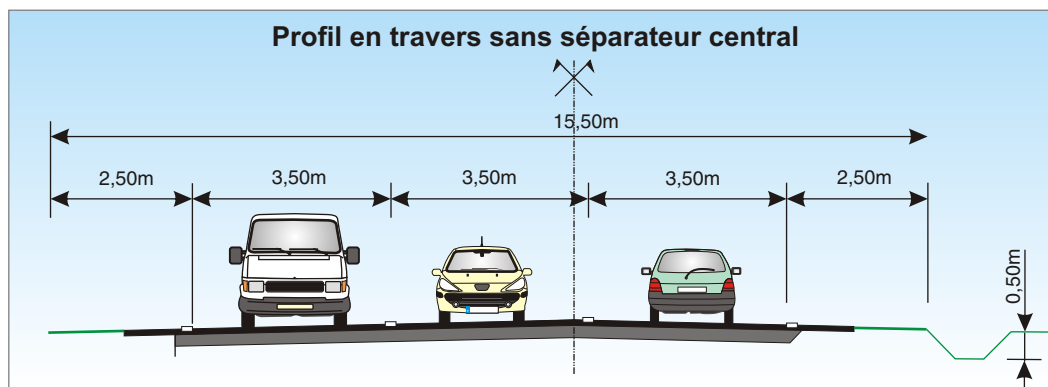 Profil en travers sans séparateur central
15,50m
2,50m 3,50m 3,50m 3,50m 2,50m
0,50m